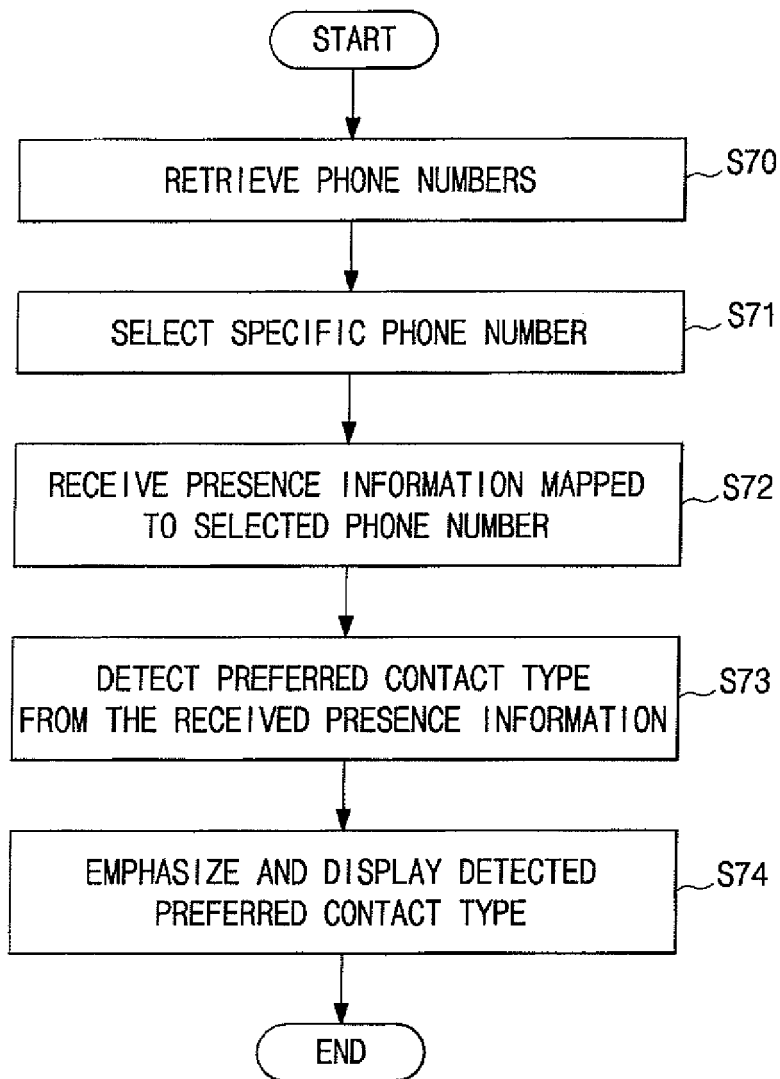 START
RETRIEVE PHONE NUMBERS
S70
SELECT SPECIFIC PHONE NUMBER
S71
RECEIVE PRESENCE INFORMATION MAPPED
TO SELECTED PHONE NUMBER
S72
DETECT PREFERRED CONTACT TYPE
FROM THE RECEIVED PRESENCE INFORMATION
S73
EMPHASIZE AND DISPLAY DETECTED
PREFERRED CONTACT TYPE
S74
END